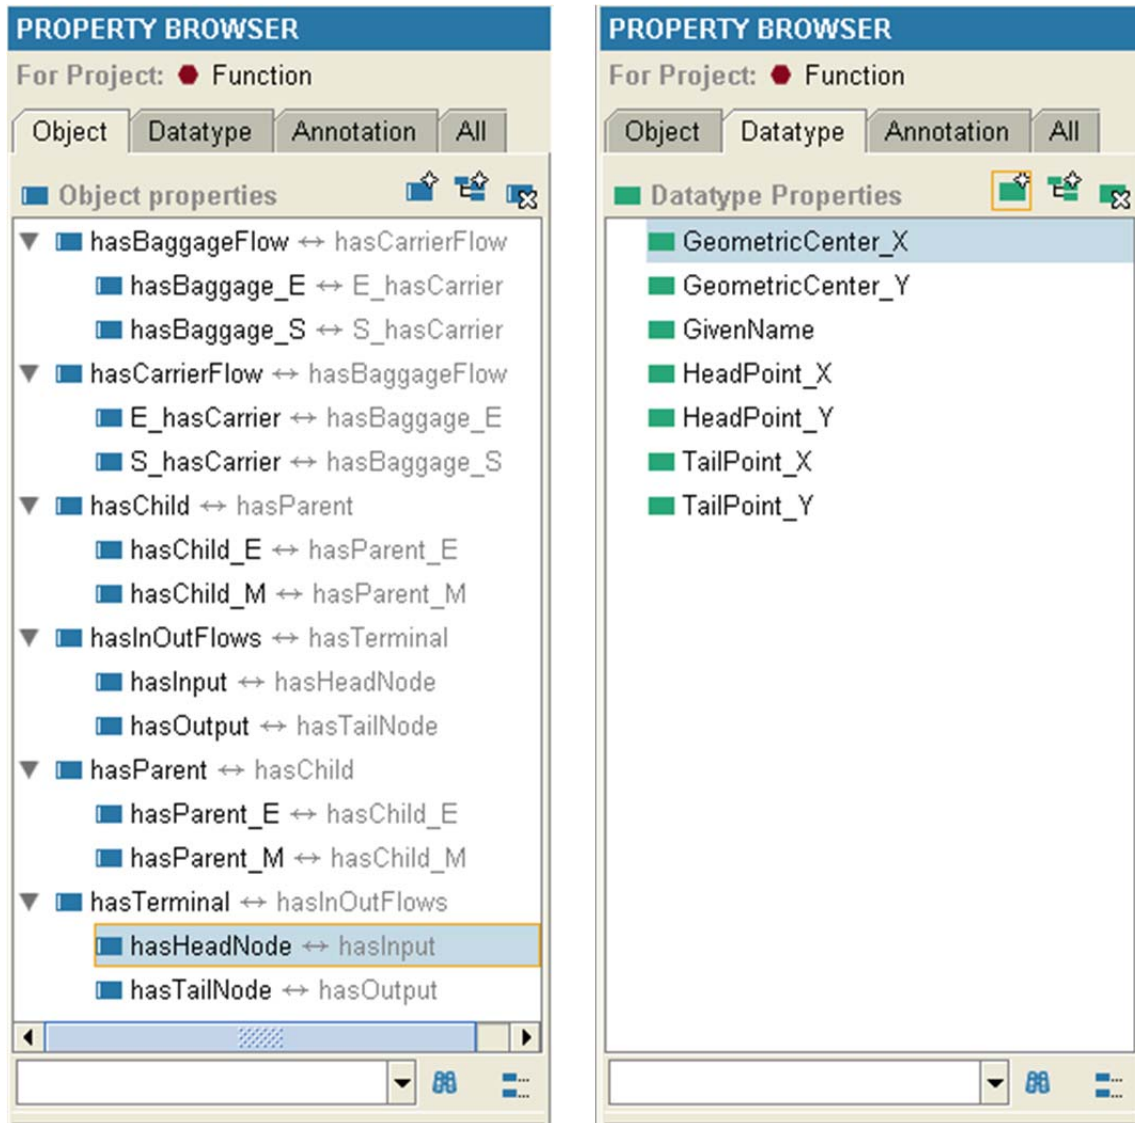 PROPERTY BROWSER
For Project: Function
Object Datatype Annotation All
Object properties
hasBaggageFlow ↔ hasCarrierFlow
hasBaggage_E ↔ E_hasCarrier
hasBaggage_S ↔ S_hasCarrier
hasCarrierFlow ↔ hasBaggageFlow
E_hasCarrier ↔ hasBaggage_E
S_hasCarrier ↔ hasBaggage_S
hasChild ↔ hasParent
hasChild_E ↔ hasParent_E
hasChild_M ↔ hasParent_M
hasInOutFlows ↔ hasTerminal
hasInput ↔ hasHeadNode
hasOutput ↔ hasTailNode
hasParent ↔ hasChild
hasParent_E ↔ hasChild_E
hasParent_M ↔ hasChild_M
hasTerminal ↔ hasInOutFlows
hasHeadNode ↔ hasInput
hasTailNode ↔ hasOutput
PROPERTY BROWSER
For Project: Function
Object Datatype Annotation All
Datatype Properties
GeometricCenter_X
GeometricCenter_Y
GivenName
HeadPoint_X
HeadPoint_Y
TailPoint_X
TailPoint_Y